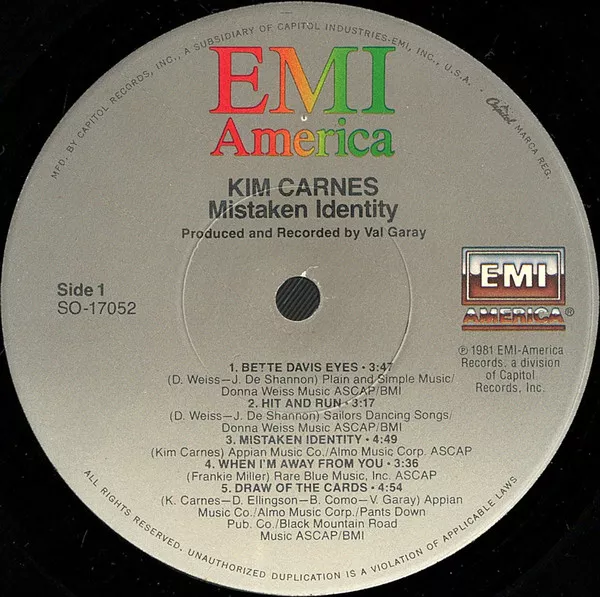 MFD. BY CAPITOL RECORDS, INC., A SUBSIDIARY OF CAPITOL INDUSTRIES-EMI, INC., U.S.A. • Capitol MARCA REG.
EMI
America
KIM CARNES
Mistaken Identity
Produced and Recorded by Val Garay
Side 1
SO-17052
EMI
AMERICA®
℗ 1981 EMI-America
Records, a division
of Capitol
Records, Inc.
1. BETTE DAVIS EYES • 3:47
(D. Weiss—J. De Shannon) Plain and Simple Music/
Donna Weiss Music ASCAP/BMI
2. HIT AND RUN • 3:17
(D. Weiss—J. De Shannon) Sailors Dancing Songs/
Donna Weiss Music ASCAP/BMI
3. MISTAKEN IDENTITY • 4:49
(Kim Carnes) Appian Music Co./Almo Music Corp. ASCAP
4. WHEN I'M AWAY FROM YOU • 3:36
(Frankie Miller) Rare Blue Music, Inc. ASCAP
5. DRAW OF THE CARDS • 4:54
(K. Carnes—D. Ellingson—B. Como—V. Garay) Appian
Music Co./Almo Music Corp./Pants Down
Pub. Co./Black Mountain Road
Music ASCAP/BMI
ALL RIGHTS RESERVED. UNAUTHORIZED DUPLICATION IS A VIOLATION OF APPLICABLE LAWS